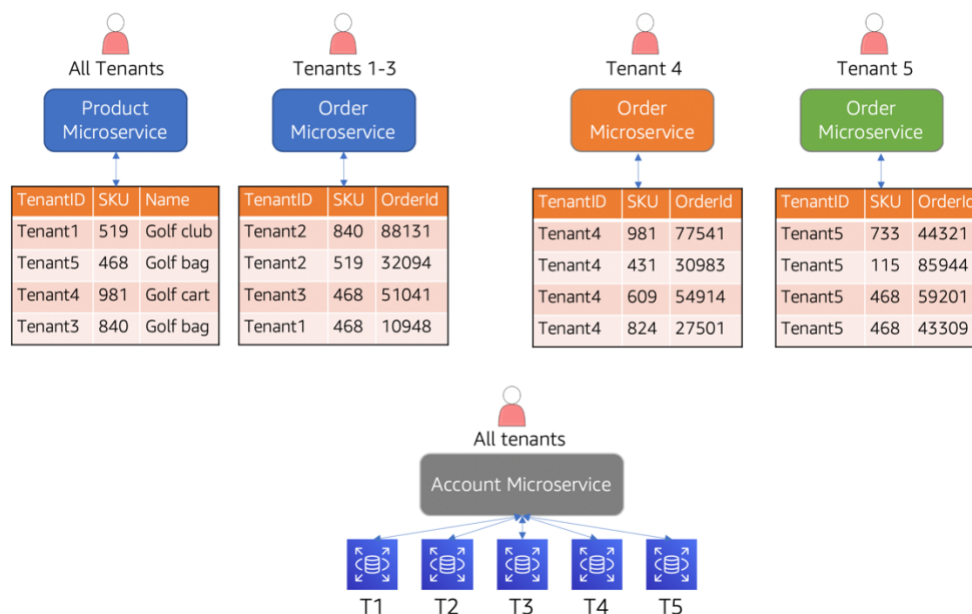 All Tenants
Product
Microservice
TenantID SKU Name
Tenant1 519 Golf club
Tenant5 468 Golf bag
Tenant4 981 Golf cart
Tenant3 840 Golf bag
Tenants 1-3
Order
Microservice
TenantID SKU OrderId
Tenant2 840 88131
Tenant2 519 32094
Tenant3 468 51041
Tenant1 468 10948
Tenant 4
Order
Microservice
TenantID SKU OrderId
Tenant4 981 77541
Tenant4 431 30983
Tenant4 609 54914
Tenant4 824 27501
Tenant 5
Order
Microservice
TenantID SKU OrderId
Tenant5 733 44321
Tenant5 115 85944
Tenant5 468 59201
Tenant5 468 43309
All tenants
Account Microservice
T1 T2 T3 T4 T5